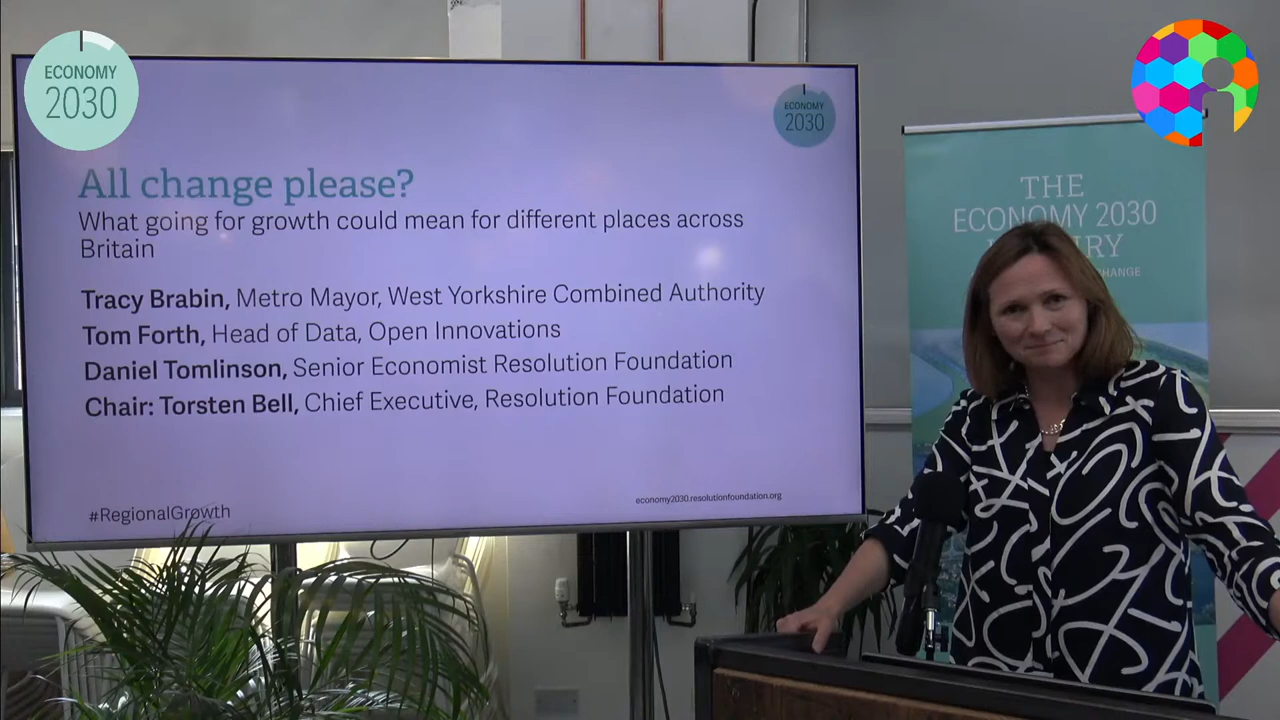 ECONOMY
2030
ECONOMY
2030
All change please?
What going for growth could mean for different places across
Britain
Tracy Brabin, Metro Mayor, West Yorkshire Combined Authority
Tom Forth, Head of Data, Open Innovations
Daniel Tomlinson, Senior Economist Resolution Foundation
Chair: Torsten Bell, Chief Executive, Resolution Foundation
#RegionalGrowth
economy2030.resolutionfoundation.org
THE
ECONOMY 2030